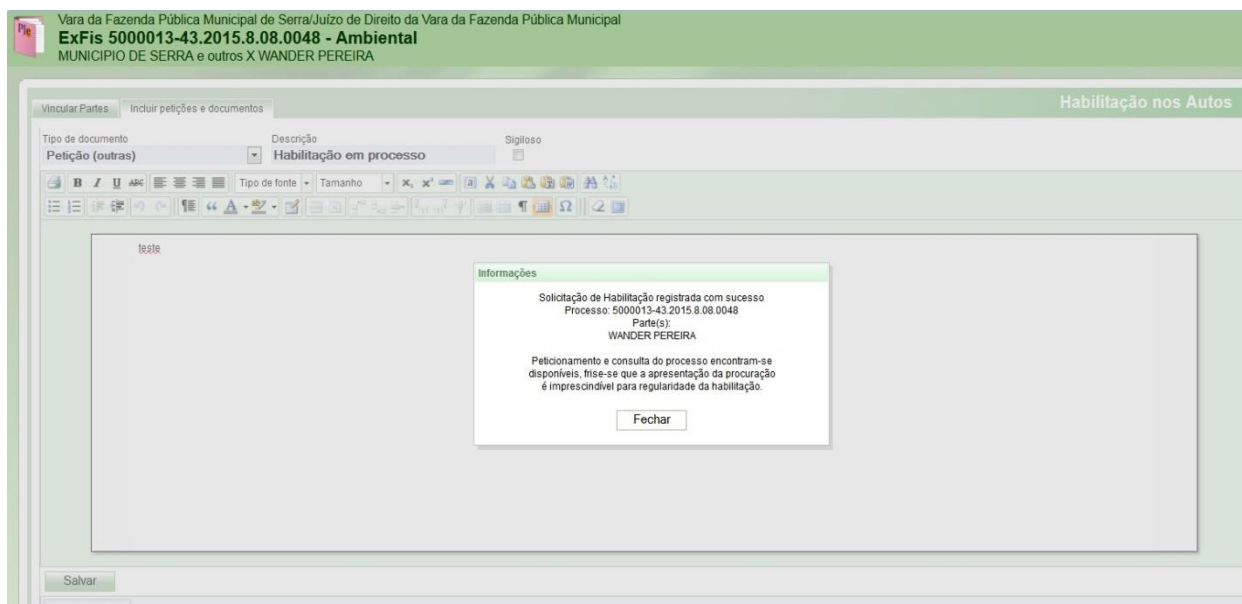 Pje
Vara da Fazenda Pública Municipal de Serra/Juízo de Direito da Vara da Fazenda Pública Municipal
ExFis 5000013-43.2015.8.08.0048 - Ambiental
MUNICIPIO DE SERRA e outros X WANDER PEREIRA
Vincular Partes Incluir petições e documentos Habilitação nos Autos
Tipo de documento Descrição Sigiloso
Petição (outras) Habilitação em processo
B I U ABC Tipo de fonte Tamanho
teste
Informações
Solicitação de Habilitação registrada com sucesso
Processo: 5000013-43.2015.8.08.0048
Parte(s):
WANDER PEREIRA
Peticionamento e consulta do processo encontram-se
disponíveis, frise-se que a apresentação da procuração
é imprescindível para regularidade da habilitação.
Fechar
Salvar